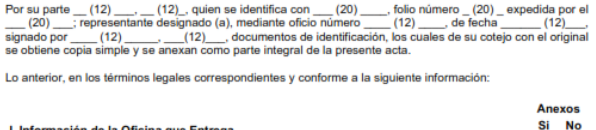 Por su parte __ (12) ___, __ (12)_, quien se identifica con ___ (20) ____, folio número _ (20) _ expedida por el
___ (20) ___; representante designado (a), mediante oficio número ____ (12) ____, de fecha ______ (12)___,
signado por ____ (12)_____, ___(12)___, documentos de identificación, los cuales de su cotejo con el original
se obtiene copia simple y se anexan como parte integral de la presente acta.
Lo anterior, en los términos legales correspondientes y conforme a la siguiente información:
Anexos
I. Información de la Oficina que Entrega Si No